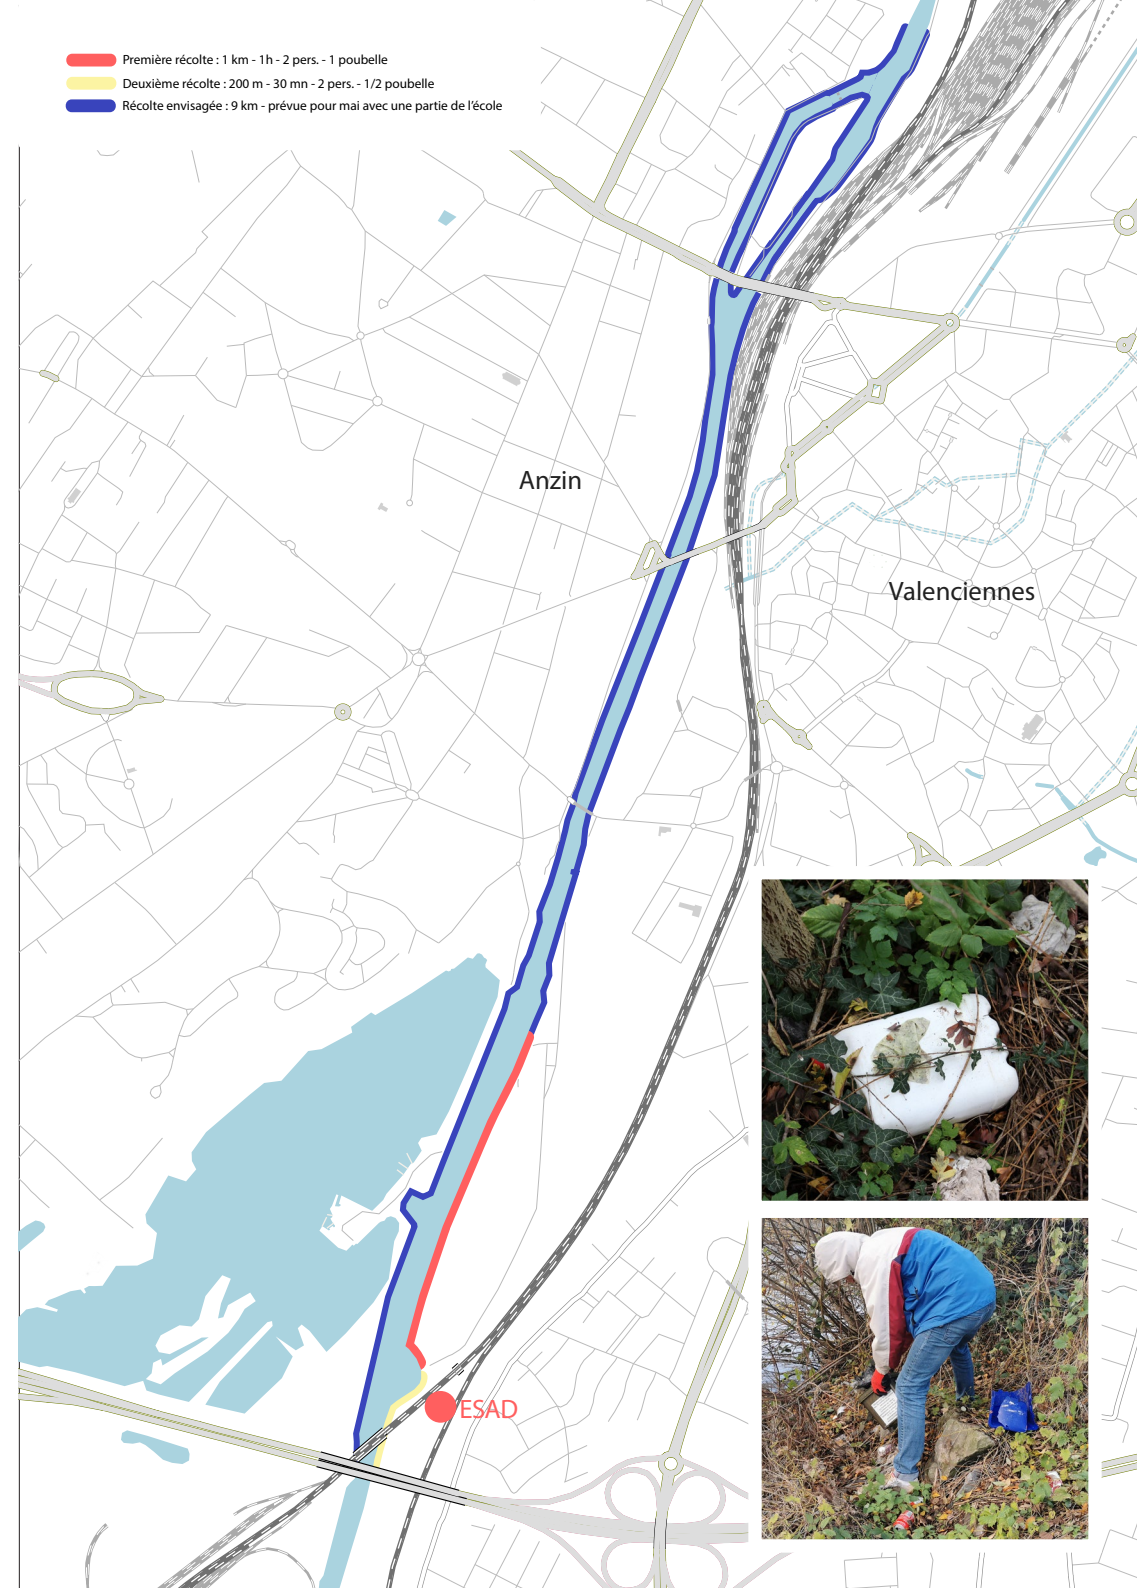 Première récolte : 1 km - 1h - 2 pers. - 1 poubelle
Deuxième récolte : 200 m - 30 mn - 2 pers. - 1/2 poubelle
Récolte envisagée : 9 km - prévue pour mai avec une partie de l'école
Anzin
Valenciennes
ESAD